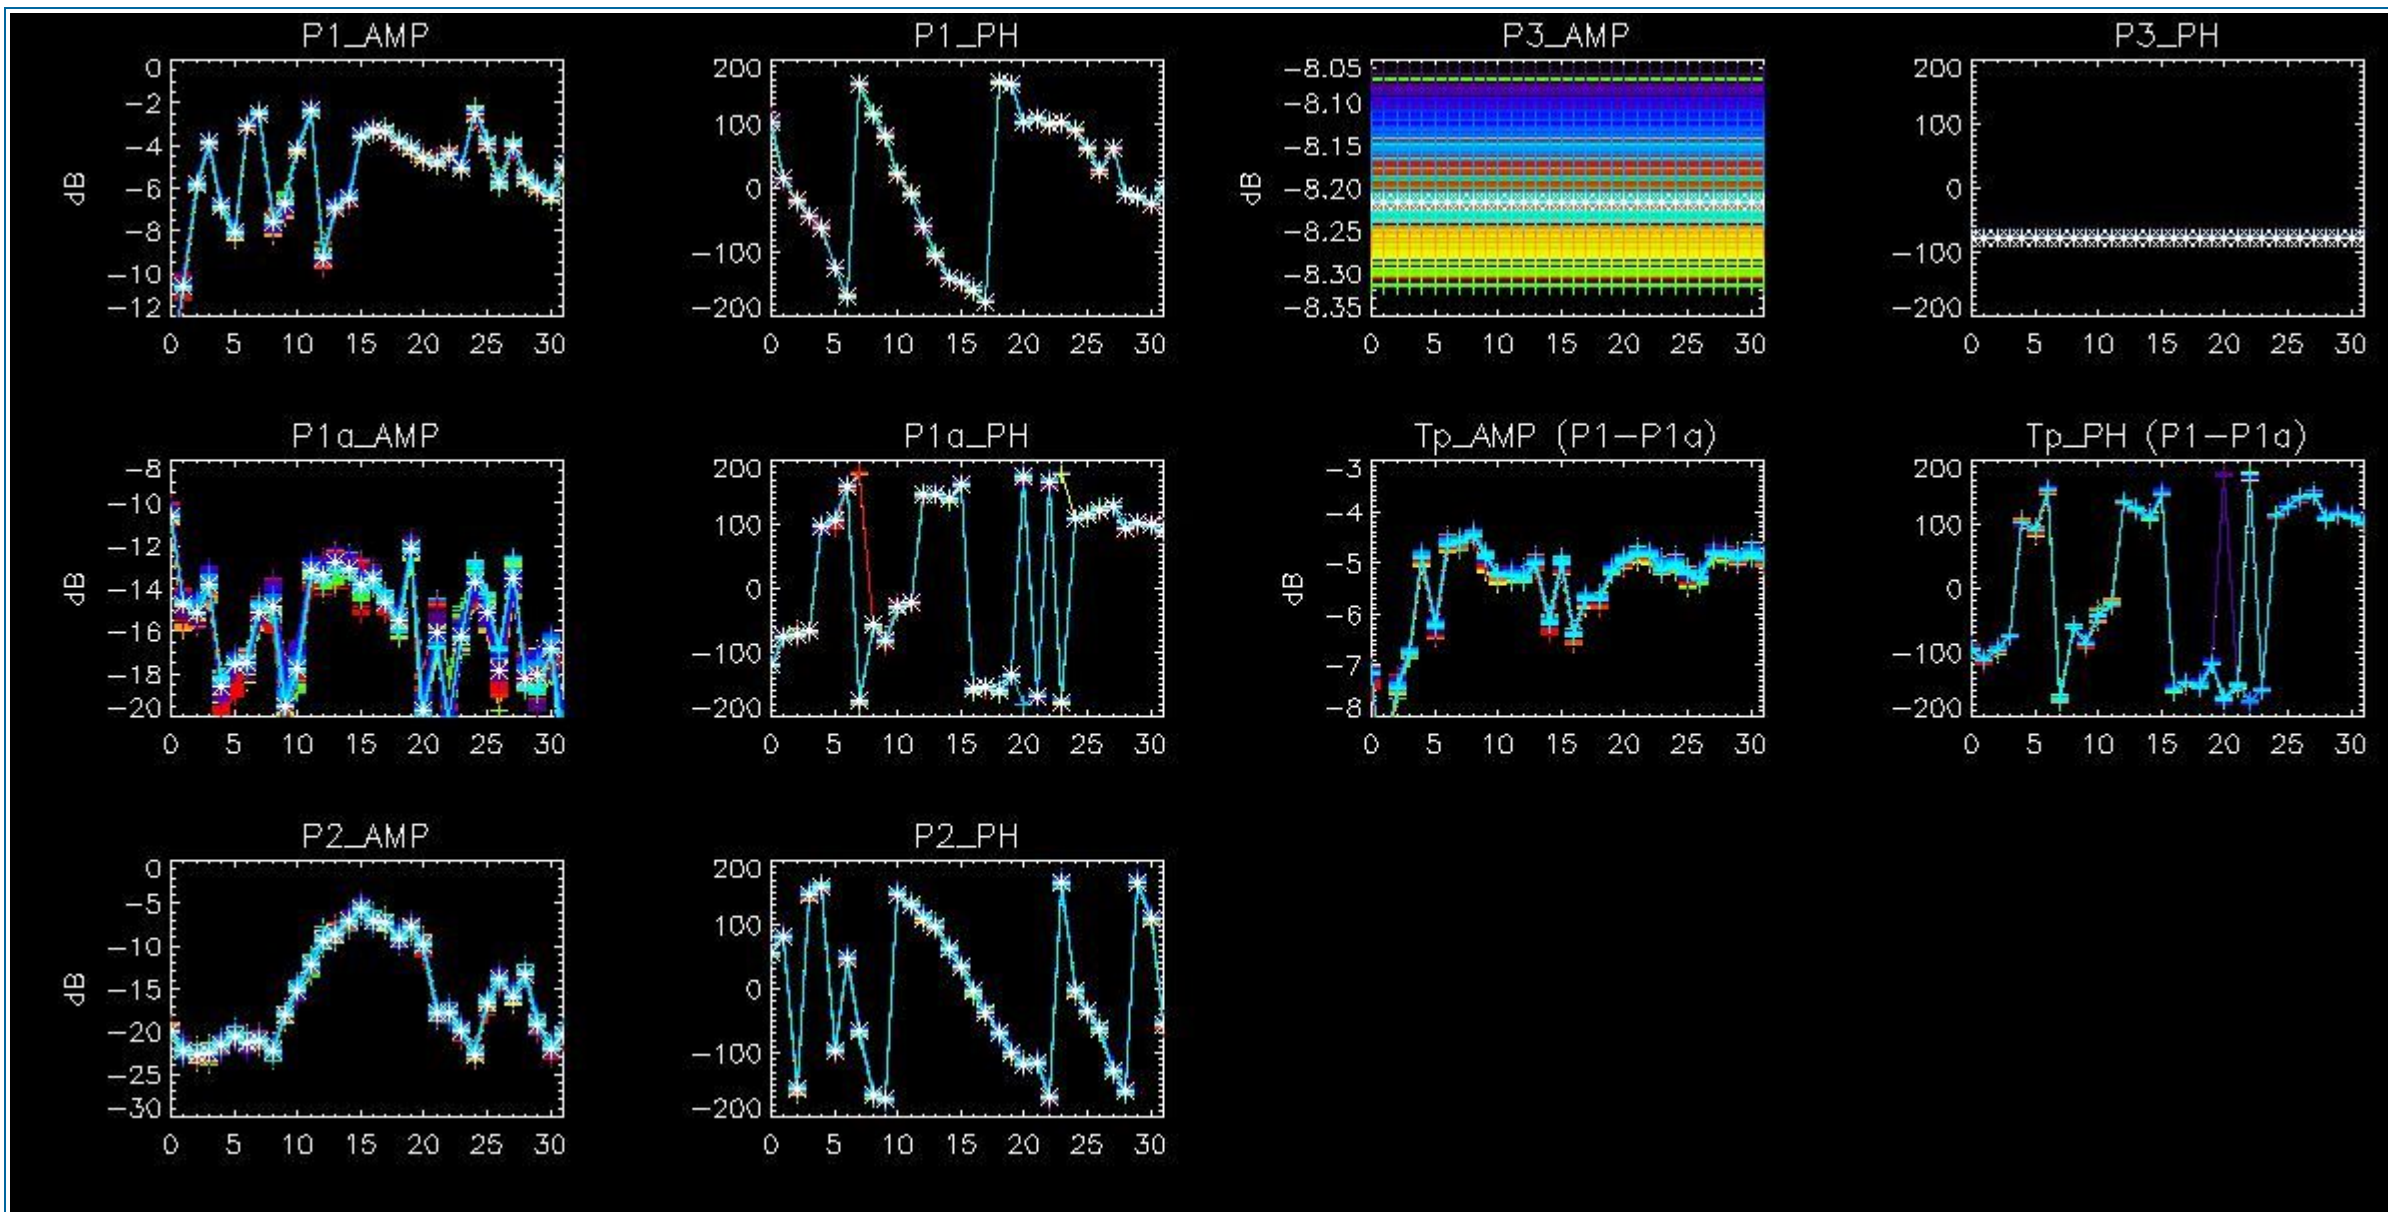 P1_AMP
dB
0
−2
−4
−6
−8
−10
−12
0 5 10 15 20 25 30
P1_PH
200
100
0
−100
−200
0 5 10 15 20 25 30
P3_AMP
dB
−8.05
−8.10
−8.15
−8.20
−8.25
−8.30
−8.35
0 5 10 15 20 25 30
P3_PH
200
100
0
−100
−200
0 5 10 15 20 25 30
P1a_AMP
dB
−8
−10
−12
−14
−16
−18
−20
0 5 10 15 20 25 30
P1a_PH
200
100
0
−100
−200
0 5 10 15 20 25 30
Tp_AMP (P1−P1a)
dB
−3
−4
−5
−6
−7
−8
0 5 10 15 20 25 30
Tp_PH (P1−P1a)
200
100
0
−100
−200
0 5 10 15 20 25 30
P2_AMP
dB
0
−5
−10
−15
−20
−25
−30
0 5 10 15 20 25 30
P2_PH
200
100
0
−100
−200
0 5 10 15 20 25 30